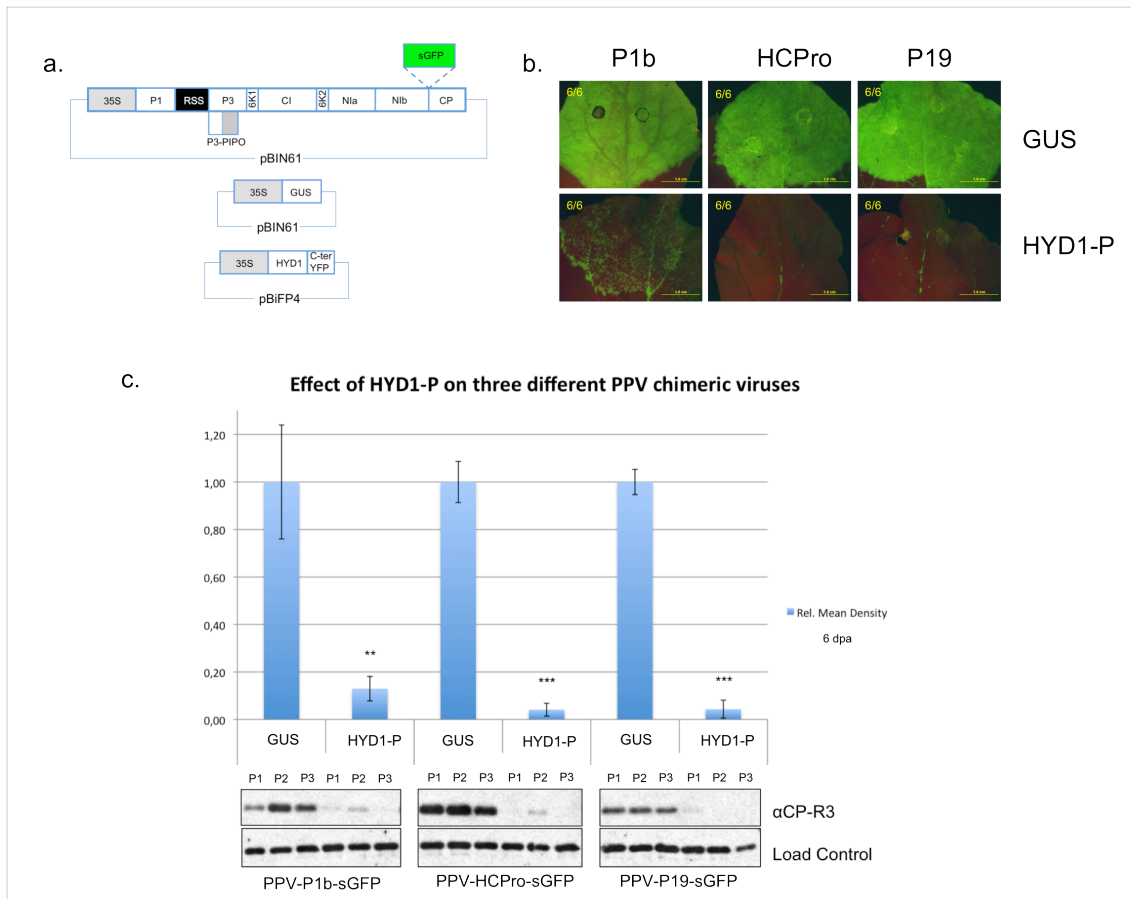 a.
sGFP
35S P1 RSS P3 6K1 CI 6K2 NIa NIb CP
P3-PIPO
pBIN61
35S GUS
pBIN61
35S HYD1 C-ter
YFP
pBiFP4
b.
P1b HCPro P19
6/6 6/6 6/6
GUS
6/6 6/6 6/6
HYD1-P
c.
Effect of HYD1-P on three different PPV chimeric viruses
1,20
1,00
0,80
0,60
0,40
0,20
0,00
** *** ***
GUS HYD1-P GUS HYD1-P GUS HYD1-P
Rel. Mean Density
6 dpa
P1 P2 P3 P1 P2 P3 P1 P2 P3 P1 P2 P3 P1 P2 P3 P1 P2 P3
αCP-R3
Load Control
PPV-P1b-sGFP PPV-HCPro-sGFP PPV-P19-sGFP